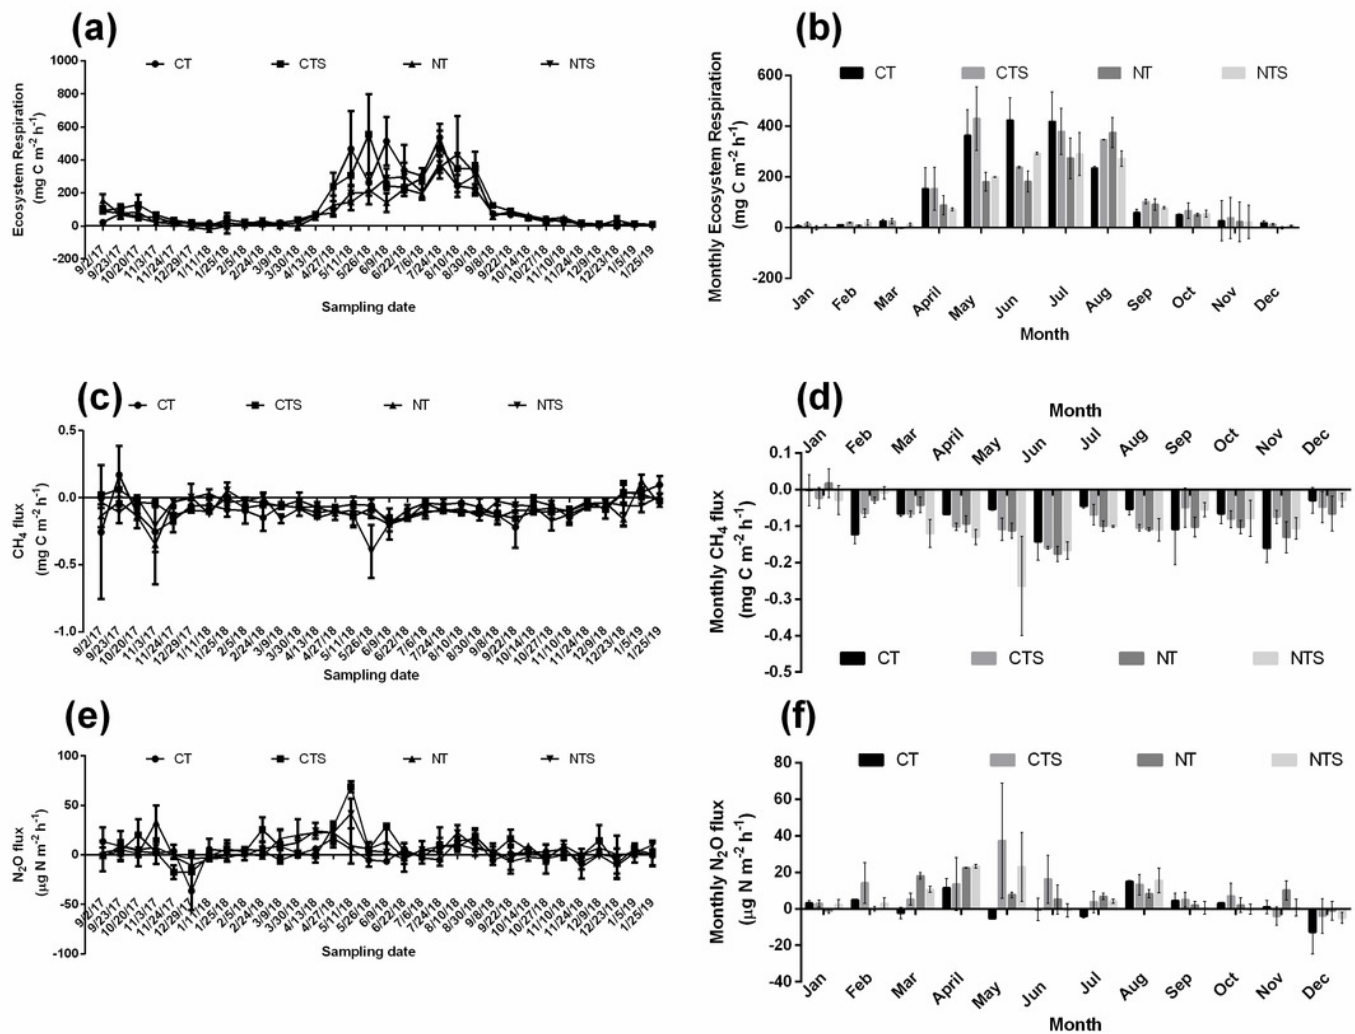 (a)
CT CTS NT NTS
Ecosystem Respiration
(mg C m⁻² h⁻¹)
1000
800
600
400
200
0
-200
9/2/17 9/23/17 10/20/17 11/3/17 11/24/17 12/29/17 1/11/18 1/25/18 2/5/18 2/24/18 3/9/18 3/30/18 4/13/18 4/27/18 5/11/18 5/26/18 6/9/18 6/22/18 7/6/18 7/24/18 8/10/18 8/30/18 9/8/18 9/22/18 10/14/18 10/27/18 11/10/18 11/24/18 12/9/18 12/23/18 1/5/19 1/25/19
Sampling date
(b)
CT CTS NT NTS
Monthly Ecosystem Respiration
(mg C m⁻² h⁻¹)
600
400
200
0
-200
Jan Feb Mar April May Jun Jul Aug Sep Oct Nov Dec
Month
(c)
CT CTS NT NTS
CH₄ flux
(mg C m⁻² h⁻¹)
0.5
0.0
-0.5
-1.0
9/2/17 9/23/17 10/20/17 11/3/17 11/24/17 12/29/17 1/11/18 1/25/18 2/5/18 2/24/18 3/9/18 3/30/18 4/13/18 4/27/18 5/11/18 5/26/18 6/9/18 6/22/18 7/6/18 7/24/18 8/10/18 8/30/18 9/8/18 9/22/18 10/14/18 10/27/18 11/10/18 11/24/18 12/9/18 12/23/18 1/5/19 1/25/19
Sampling date
(d)
Month
Jan Feb Mar April May Jun Jul Aug Sep Oct Nov Dec
Monthly CH₄ flux
(mg C m⁻² h⁻¹)
0.1
0.0
-0.1
-0.2
-0.3
-0.4
-0.5
CT CTS NT NTS
(e)
CT CTS NT NTS
N₂O flux
(µg N m⁻² h⁻¹)
100
50
0
-50
-100
9/2/17 9/23/17 10/20/17 11/3/17 11/24/17 12/29/17 1/11/18 1/25/18 2/5/18 2/24/18 3/9/18 3/30/18 4/13/18 4/27/18 5/11/18 5/26/18 6/9/18 6/22/18 7/6/18 7/24/18 8/10/18 8/30/18 9/8/18 9/22/18 10/14/18 10/27/18 11/10/18 11/24/18 12/9/18 12/23/18 1/5/19 1/25/19
Sampling date
(f)
CT CTS NT NTS
Monthly N₂O flux
(µg N m⁻² h⁻¹)
80
60
40
20
0
-20
-40
Jan Feb Mar April May Jun Jul Aug Sep Oct Nov Dec
Month